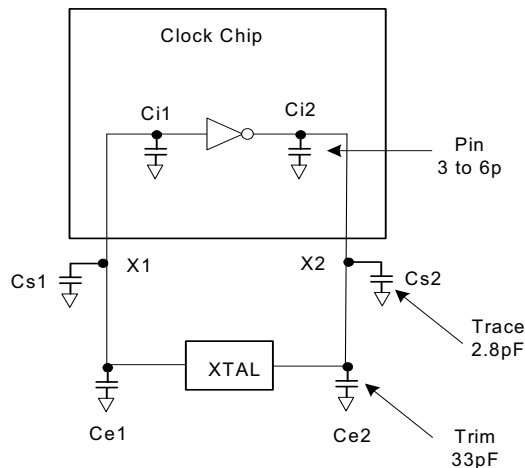 Clock Chip
Ci1
Ci2
Pin
3 to 6p
Cs1
X1
X2
Cs2
Trace
2.8pF
XTAL
Ce1
Ce2
Trim
33pF